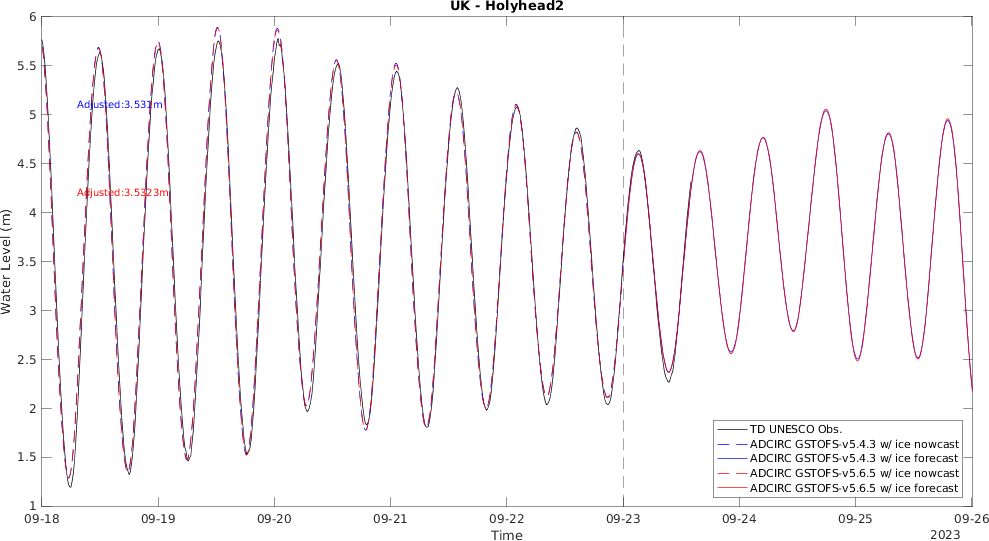 UK - Holyhead2
6
5.5
5
4.5
4
3.5
3
2.5
2
1.5
1
Water Level (m)
Adjusted:3.531m
Adjusted:3.5323m
TD UNESCO Obs.
ADCIRC GSTOFS-v5.4.3 w/ ice nowcast
ADCIRC GSTOFS-v5.4.3 w/ ice forecast
ADCIRC GSTOFS-v5.6.5 w/ ice nowcast
ADCIRC GSTOFS-v5.6.5 w/ ice forecast
09-18 09-19 09-20 09-21 09-22 09-23 09-24 09-25 09-26
Time
2023